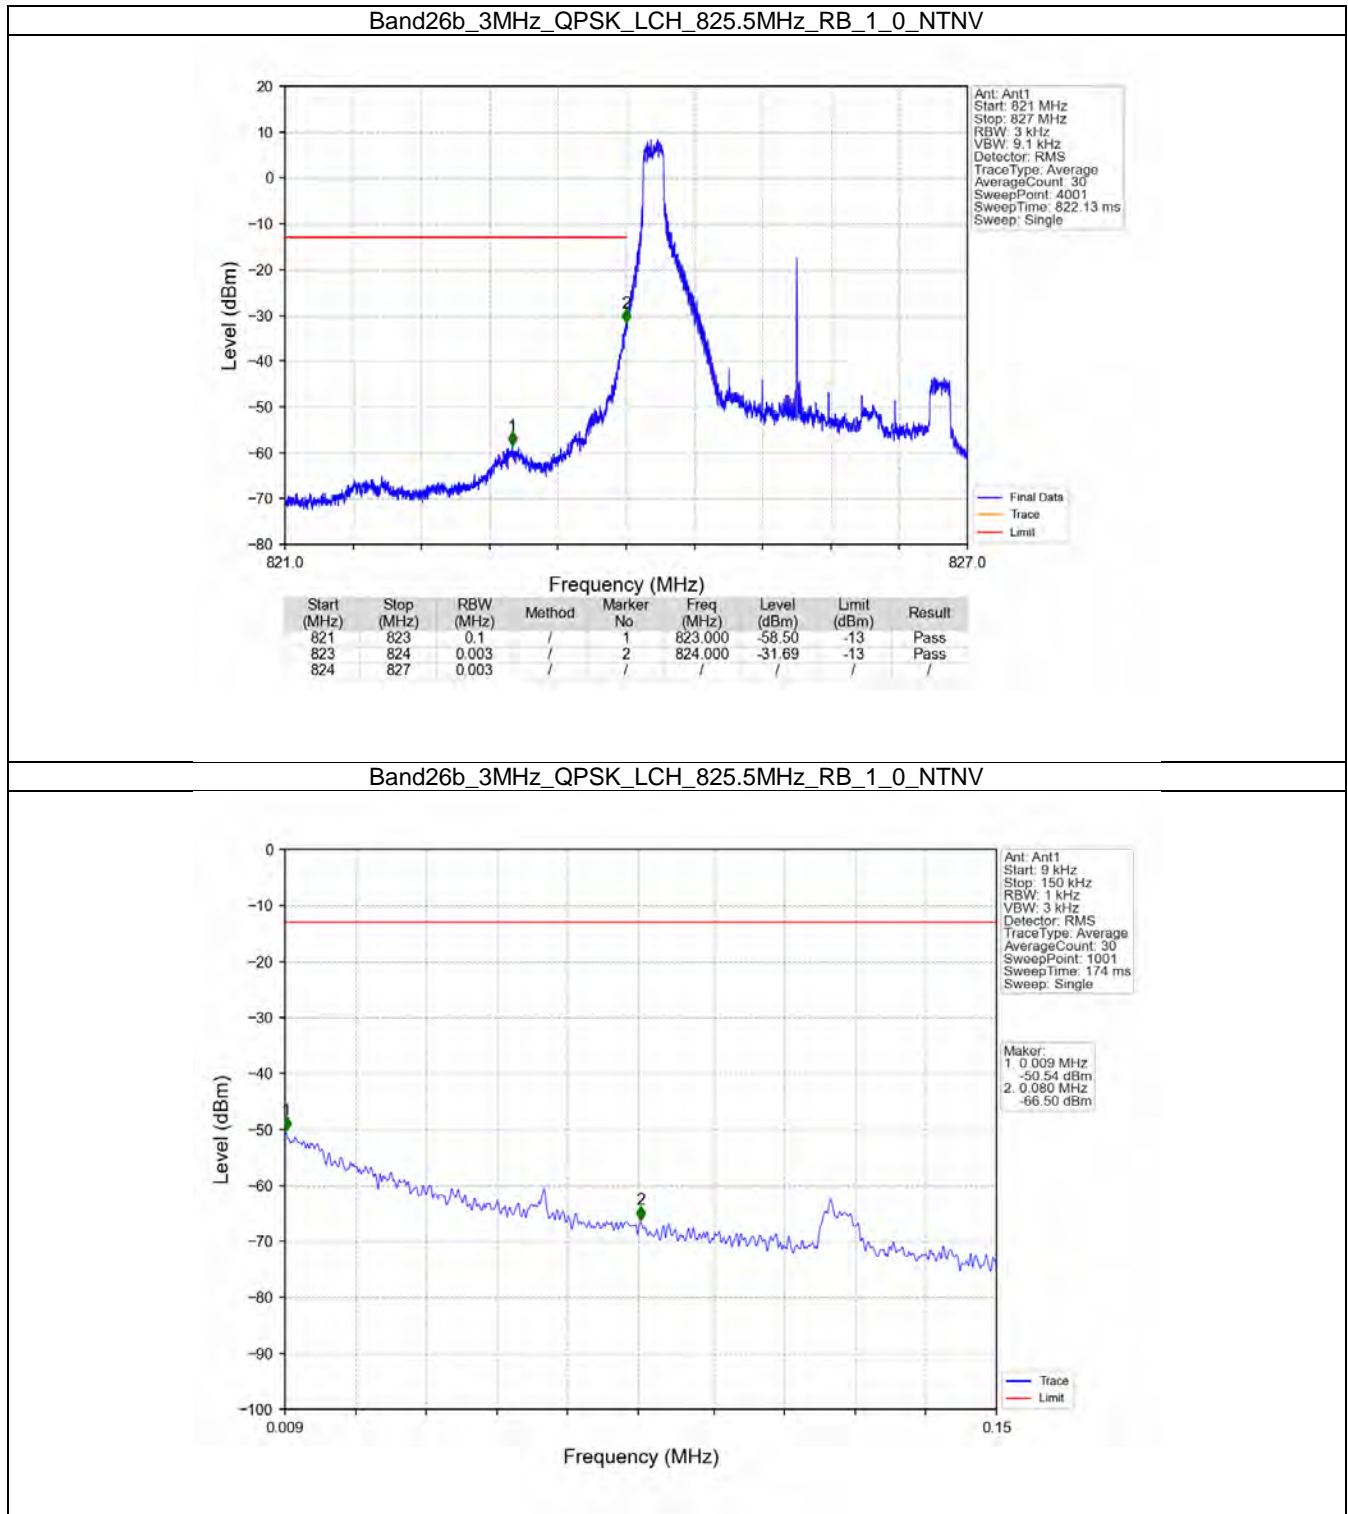 Band26b_3MHz_QPSK_LCH_825.5MHz_RB_1_0_NTNV
20
10
0
−10
−20
−30
−40
−50
−60
−70
−80
Level (dBm)
1
2
821.0
827.0
Frequency (MHz)
Ant: Ant1
Start: 821 MHz
Stop: 827 MHz
RBW: 3 kHz
VBW: 9.1 kHz
Detector: RMS
TraceType: Average
AverageCount: 30
SweepPoint: 4001
SweepTime: 822.13 ms
Sweep: Single
Final Data
Trace
Limit
Start (MHz) Stop (MHz) RBW (MHz) Method Marker No Freq (MHz) Level (dBm) Limit (dBm) Result
821 823 0.1 / 1 823.000 -58.50 -13 Pass
823 824 0.003 / 2 824.000 -31.69 -13 Pass
824 827 0.003 / / / / / /
Band26b_3MHz_QPSK_LCH_825.5MHz_RB_1_0_NTNV
0
−10
−20
−30
−40
−50
−60
−70
−80
−90
−100
Level (dBm)
1
2
0.009
0.15
Frequency (MHz)
Ant: Ant1
Start: 9 kHz
Stop: 150 kHz
RBW: 1 kHz
VBW: 3 kHz
Detector: RMS
TraceType: Average
AverageCount: 30
SweepPoint: 1001
SweepTime: 174 ms
Sweep: Single
Maker:
1. 0.009 MHz
-50.54 dBm
2. 0.080 MHz
-66.50 dBm
Trace
Limit